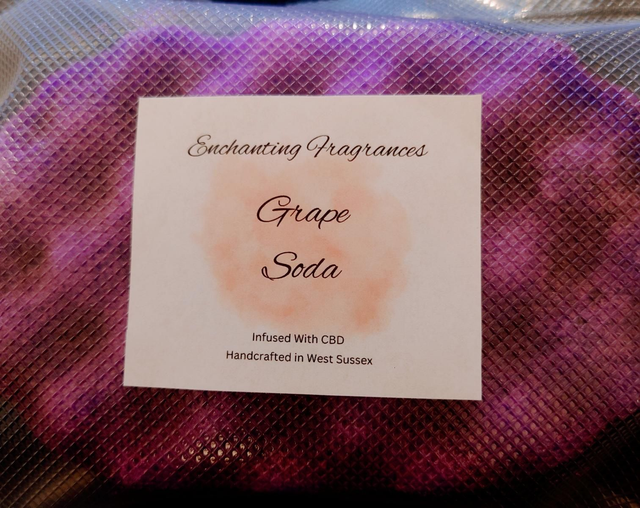 Enchanting Fragrances
Grape
Soda
Infused With CBD
Handcrafted in West Sussex